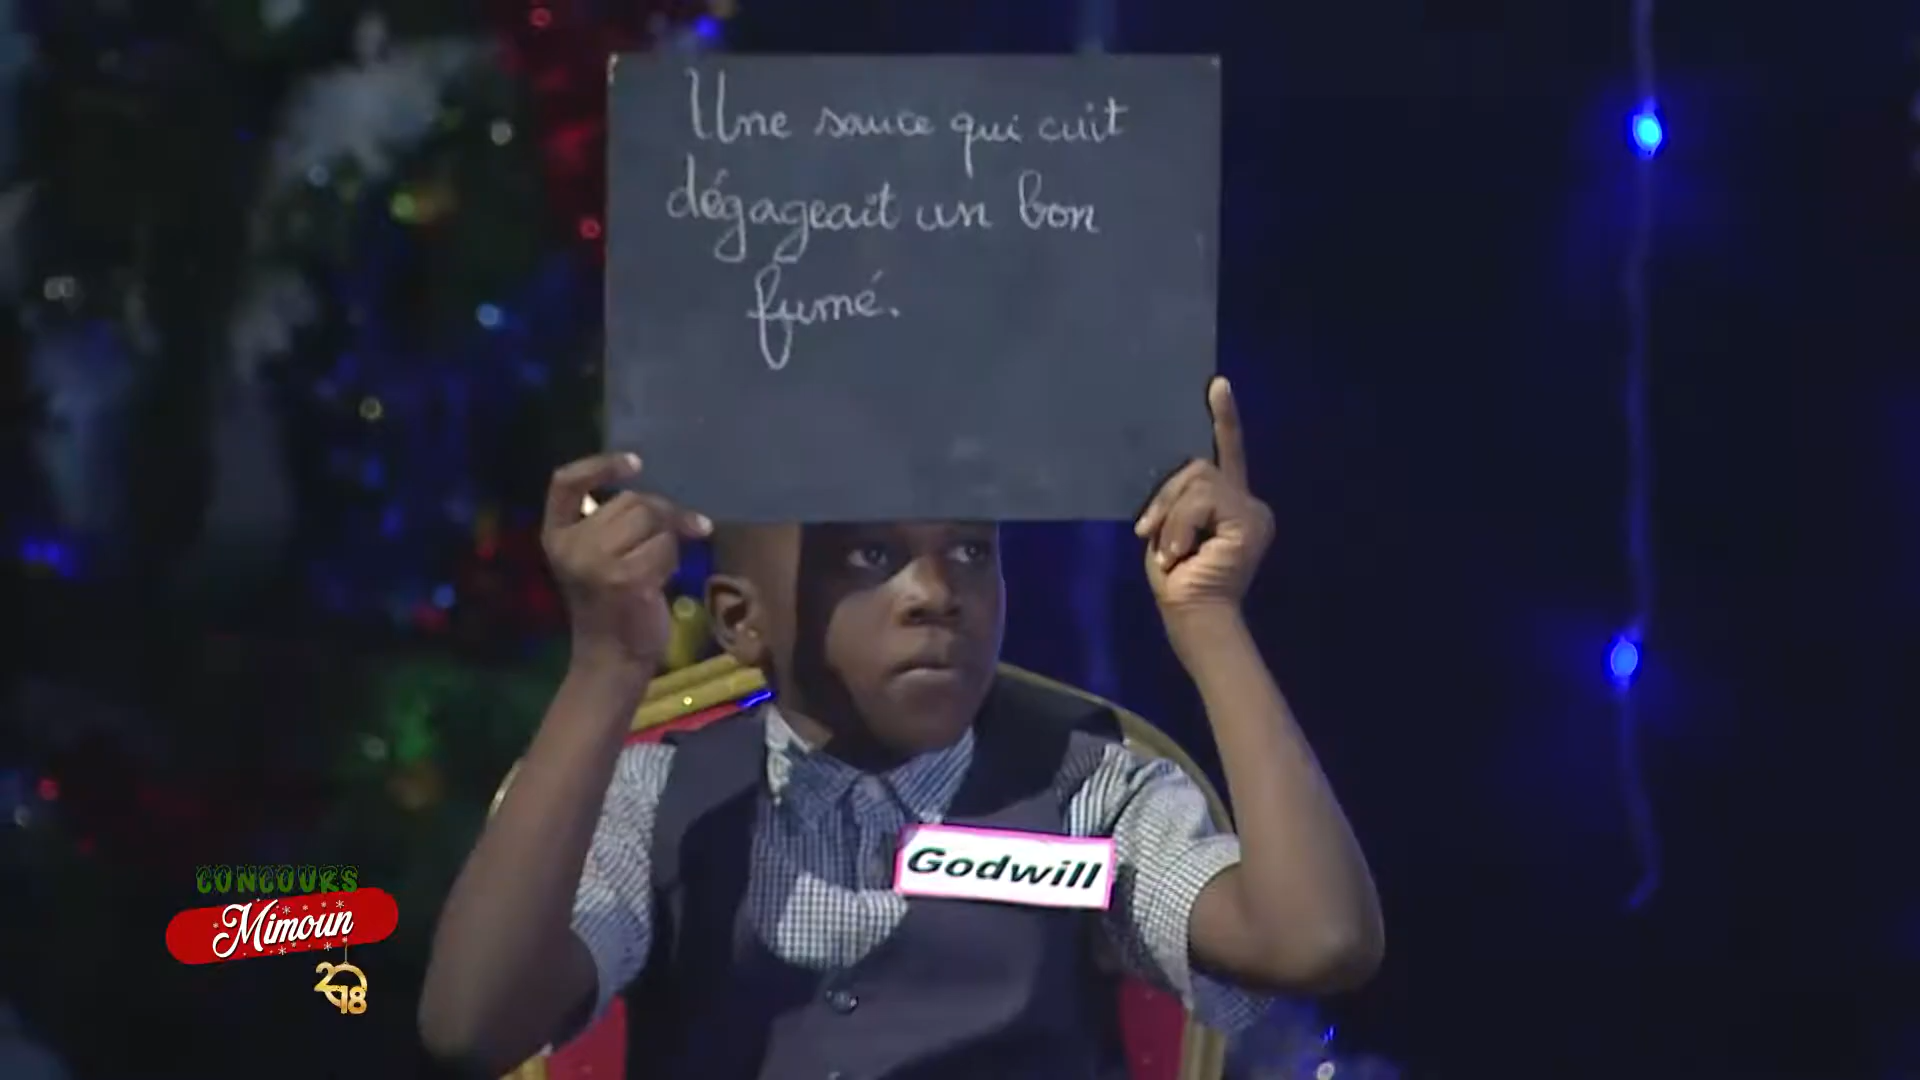 Une sauce qui cuit
dégageait un bon
fumé.
Godwill
CONCOURS
Mimoun
2018